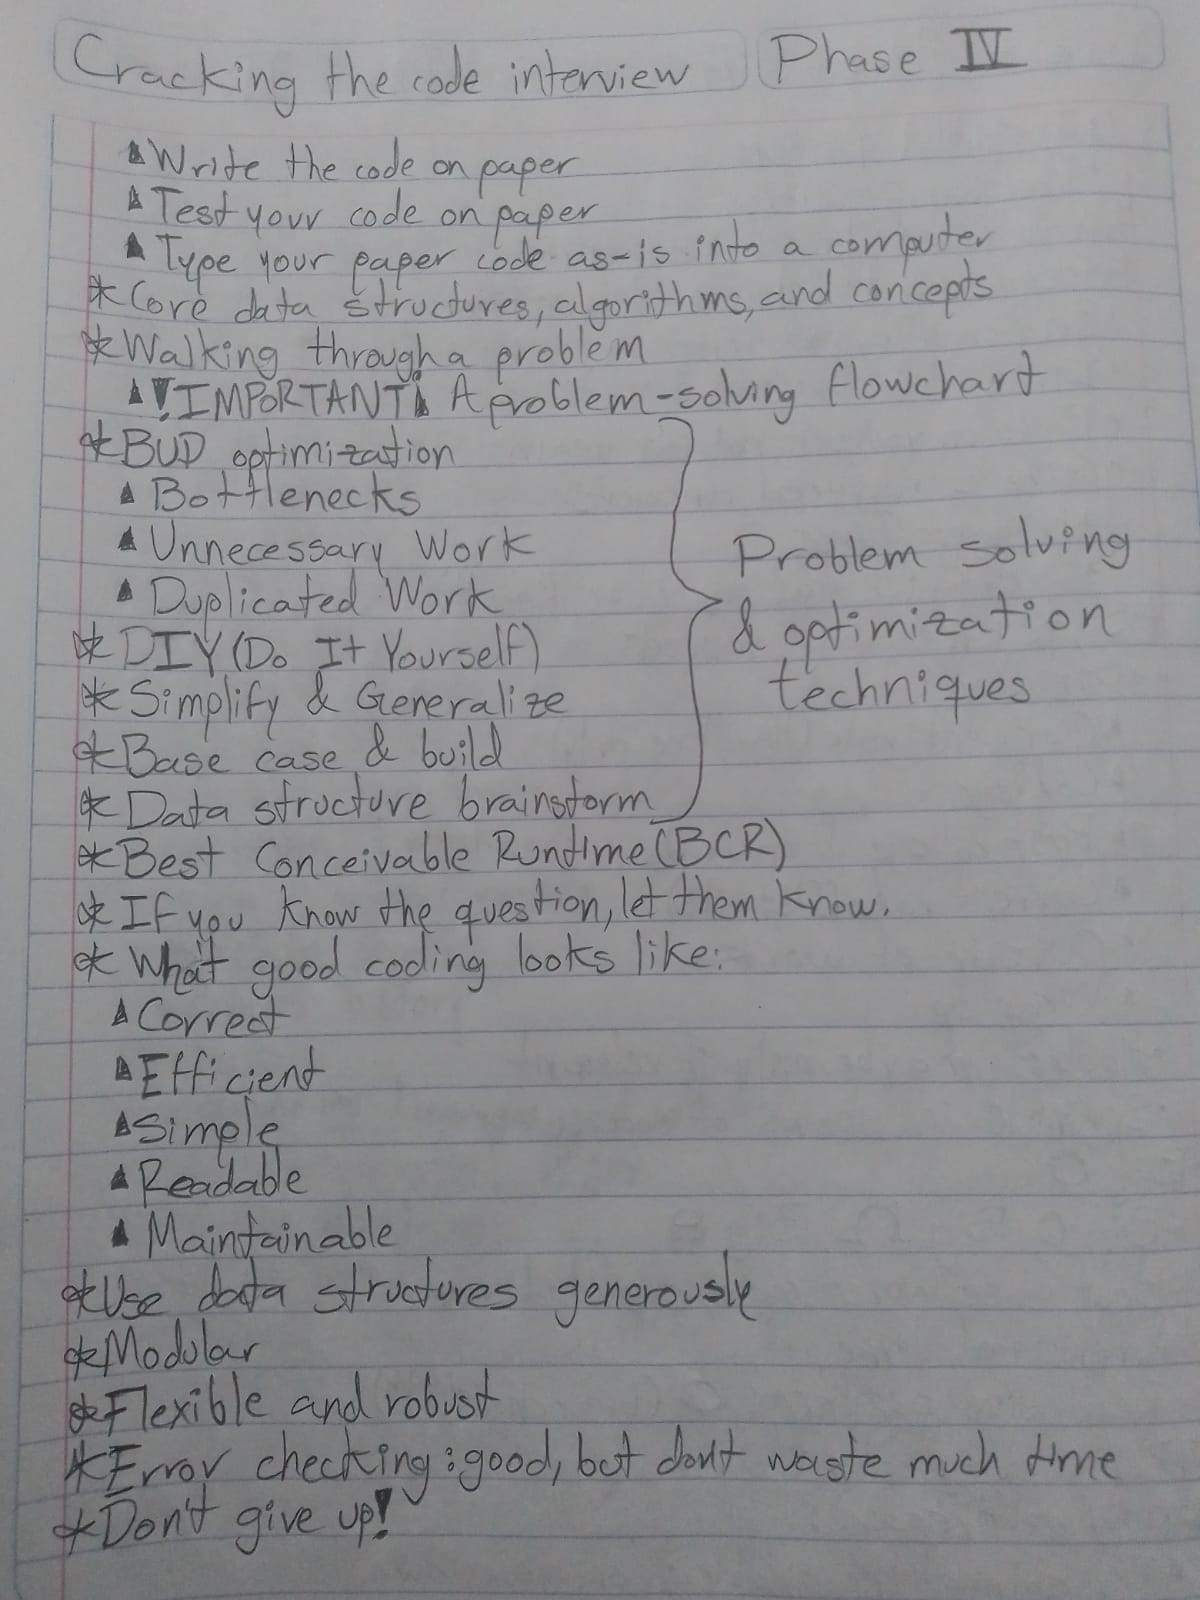 Cracking the code interview Phase IV
▲Write the code on paper
▲Test your code on paper
▲Type your paper code as-is into a computer
*Core data structures, algorithms, and concepts
*Walking through a problem
▲!IMPORTANT¡ A problem-solving flowchart
*BUD optimization
▲Bottlenecks
▲Unnecessary Work
▲Duplicated Work
*DIY (Do It Yourself)
*Simplify & Generalize
*Base case & build
*Data structure brainstorm
Problem solving
& optimization
techniques
*Best Conceivable Runtime (BCR)
*If you know the question, let them know.
*What good coding looks like:
▲Correct
▲Efficient
▲Simple
▲Readable
▲Maintainable
*Use data structures generously
*Modular
*Flexible and robust
*Error checking: good, but dont waste much time
*Don't give up!